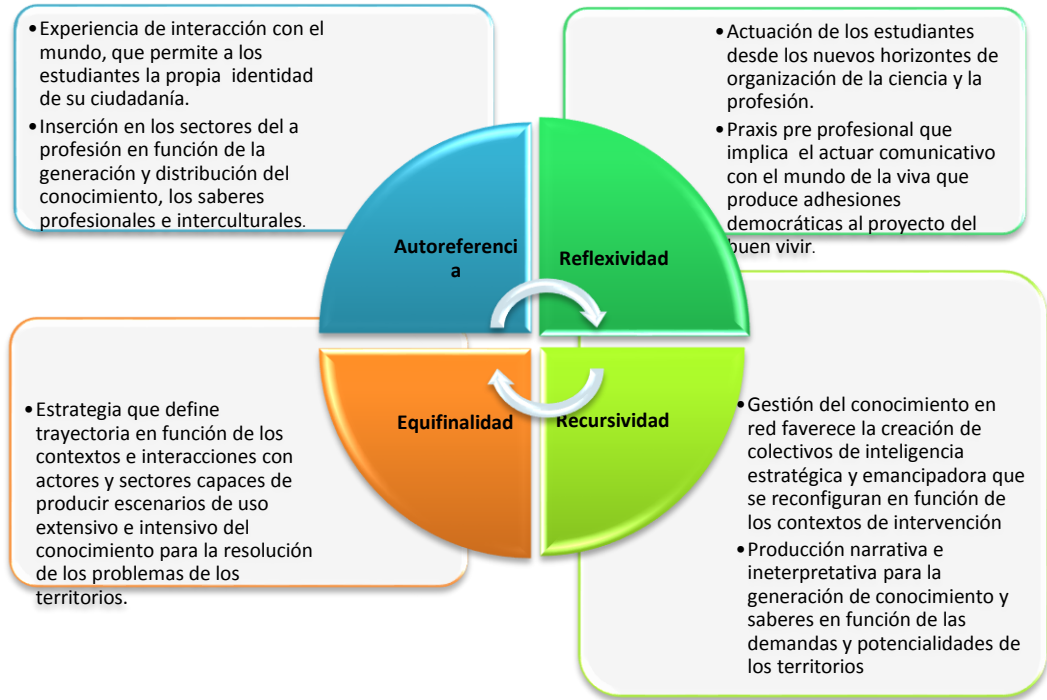 •Experiencia de interacción con el
mundo, que permite a los
estudiantes la propia identidad
de su ciudadanía.
•Inserción en los sectores del a
profesión en función de la
generación y distribución del
conocimiento, los saberes
profesionales e interculturales.
•Actuación de los estudiantes
desde los nuevos horizontes de
organización de la ciencia y la
profesión.
•Praxis pre profesional que
implica el actuar comunicativo
con el mundo de la viva que
produce adhesiones
democráticas al proyecto del
buen vivir.
Autoreferenci
a
Reflexividad
Equifinalidad
Recursividad
•Estrategia que define
trayectoria en función de los
contextos e interacciones con
actores y sectores capaces de
producir escenarios de uso
extensivo e intensivo del
conocimiento para la resolución
de los problemas de los
territorios.
•Gestión del conocimiento en
red faverece la creación de
colectivos de inteligencia
estratégica y emancipadora que
se reconfiguran en función de
los contextos de intervención
•Producción narrativa e
ineterpretativa para la
generación de conocimiento y
saberes en función de las
demandas y potencialidades de
los territorios